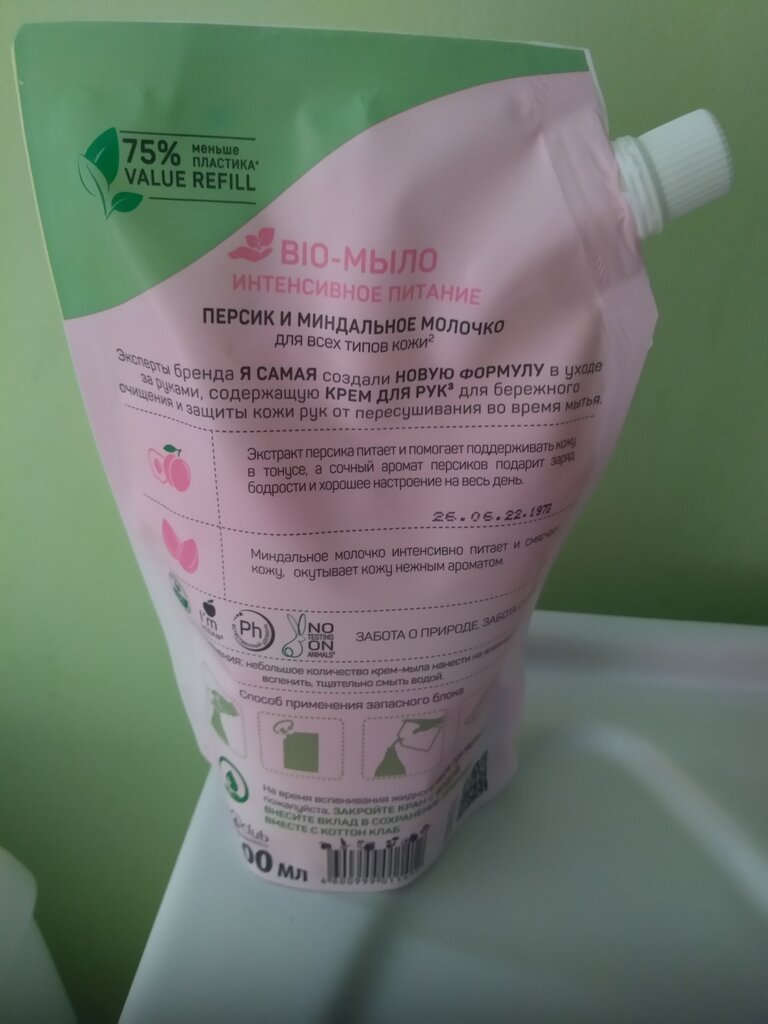 75% меньше
ПЛАСТИКА*
VALUE REFILL
BIO-МЫЛО
ИНТЕНСИВНОЕ ПИТАНИЕ
ПЕРСИК И МИНДАЛЬНОЕ МОЛОЧКО
ДЛЯ ВСЕХ ТИПОВ КОЖИ²
Эксперты бренда Я САМАЯ создали НОВУЮ ФОРМУЛУ в уходе
за руками, содержащую КРЕМ ДЛЯ РУК³ для бережного
очищения и защиты кожи рук от пересушивания во время мытья.
Экстракт персика питает и помогает поддерживать кожу
в тонусе, а сочный аромат персиков подарит заряд
бодрости и хорошее настроение на весь день.
26.06.22.1973
Миндальное молочко интенсивно питает и смягчает
кожу, окутывает кожу нежным ароматом.
I'm
Ph
NO
TESTING
ON
ANIMALS*
ЗАБОТА О ПРИРОДЕ, ЗАБОТА О
небольшое количество крем-мыла нанести на
вспенить, тщательно смыть водой.
Способ применения запасного блока
На время вспенивания жидкого
пожалуйста, ЗАКРОЙТЕ КРАН С
ВНЕСИТЕ ВКЛАД В СОХРАНЕНИЕ
ВМЕСТЕ С КОТТОН КЛАБ
club
00 мл